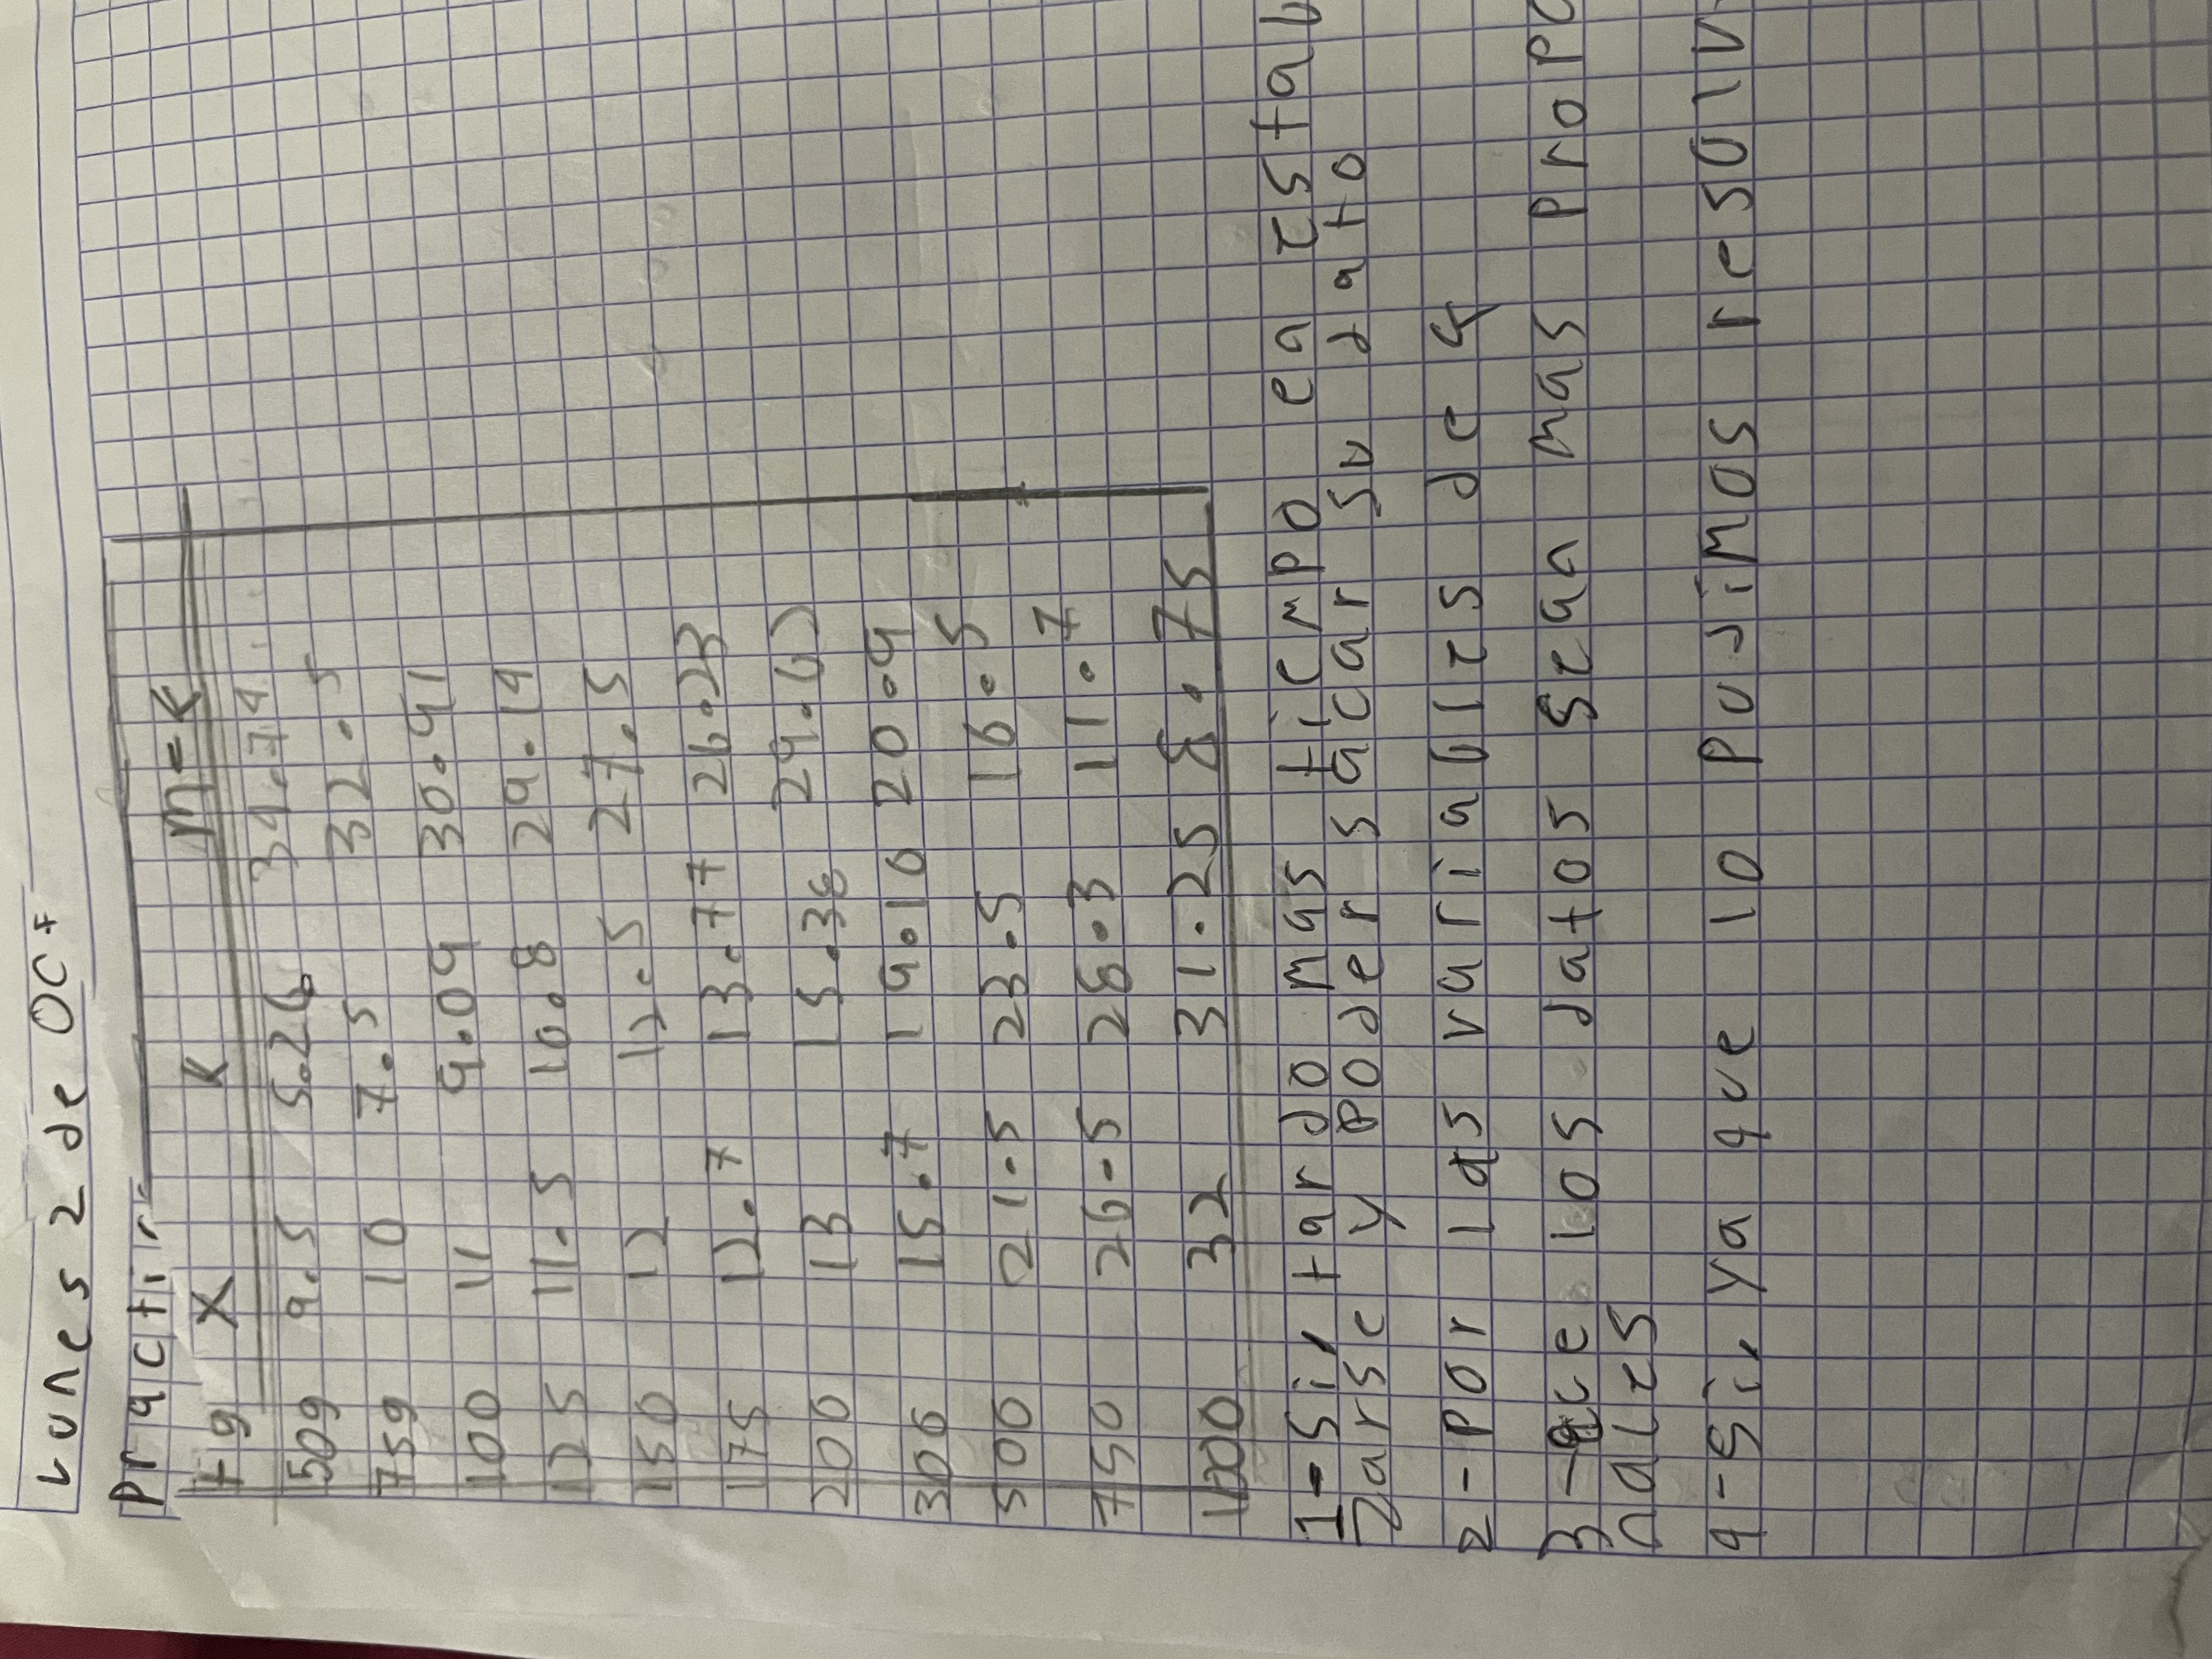 Lunes 2 de Oct
Practi
fg X K m-k
50g 9.5 5.26 34.74
75g 10 7.5 32.5
100 11 9.09 30.91
125 11.5 10.8 29.14
150 12 12.5 27.5
175 12.7 13.77 26.23
200 13 15.38 24.62
300 15.7 19.10 20.9
500 21.5 23.5 16.5
750 26.5 28.3 11.7
1000 32 31.25 8.75
1-Si, tardo mas tiempo en estab
zarse y poder sacar su dato
2-por las variables de g
3-que los datos sean mas propo
nales
4-Si, ya que lo pudimos resolv